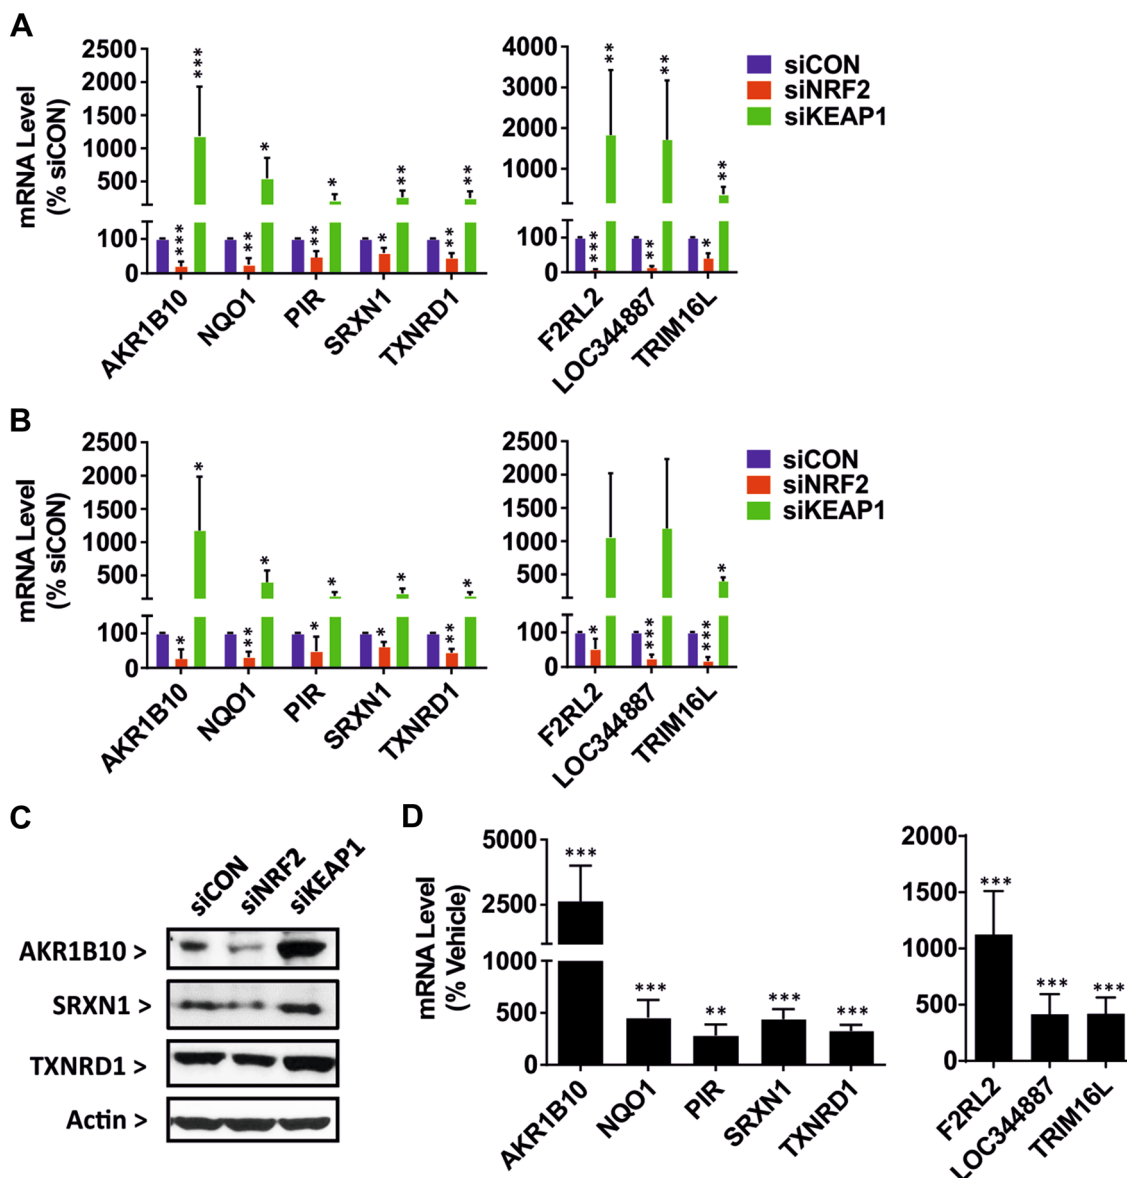 A
mRNA Level
(% siCON)
2500
2000
1500
1000
500
100
0
***
***
*
**
*
**
**
*
**
**
AKR1B10
NQO1
PIR
SRXN1
TXNRD1
4000
3000
2000
1000
100
0
**
***
**
**
**
*
F2RL2
LOC344887
TRIM16L
siCON
siNRF2
siKEAP1
B
mRNA Level
(% siCON)
2500
2000
1500
1000
500
100
0
*
*
*
**
*
*
*
*
*
**
AKR1B10
NQO1
PIR
SRXN1
TXNRD1
2500
2000
1500
1000
500
100
0
*
***
*
***
F2RL2
LOC344887
TRIM16L
siCON
siNRF2
siKEAP1
C
siCON
siNRF2
siKEAP1
AKR1B10 >
SRXN1 >
TXNRD1 >
Actin >
D
mRNA Level
(% Vehicle)
5000
2500
1000
500
0
***
***
**
***
***
AKR1B10
NQO1
PIR
SRXN1
TXNRD1
2000
1500
1000
500
0
***
***
***
F2RL2
LOC344887
TRIM16L